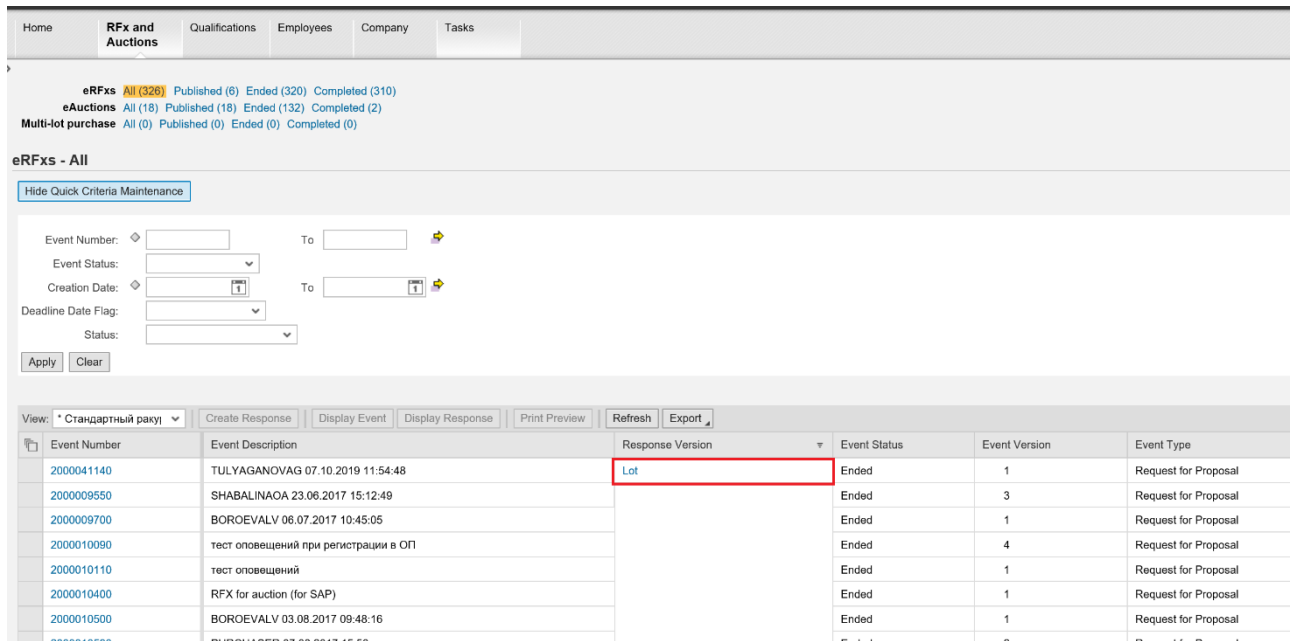 Home RFx and Auctions Qualifications Employees Company Tasks
eRFxs All (326) Published (6) Ended (320) Completed (310)
eAuctions All (18) Published (18) Ended (132) Completed (2)
Multi-lot purchase All (0) Published (0) Ended (0) Completed (0)
eRFxs - All
Hide Quick Criteria Maintenance
Event Number: To
Event Status:
Creation Date: 1 To 1
Deadline Date Flag:
Status:
Apply Clear
View: * Стандартный раку Create Response Display Event Display Response Print Preview Refresh Export
Event Number Event Description Response Version Event Status Event Version Event Type
2000041140 TULYAGANOVAG 07.10.2019 11:54:48 Lot Ended 1 Request for Proposal
2000009550 SHABALINAOA 23.06.2017 15:12:49 Ended 3 Request for Proposal
2000009700 BOROEVALV 06.07.2017 10:45:05 Ended 1 Request for Proposal
2000010090 тест оповещений при регистрации в ОП Ended 4 Request for Proposal
2000010110 тест оповещений Ended 1 Request for Proposal
2000010400 RFX for auction (for SAP) Ended 1 Request for Proposal
2000010500 BOROEVALV 03.08.2017 09:48:16 Ended 1 Request for Proposal